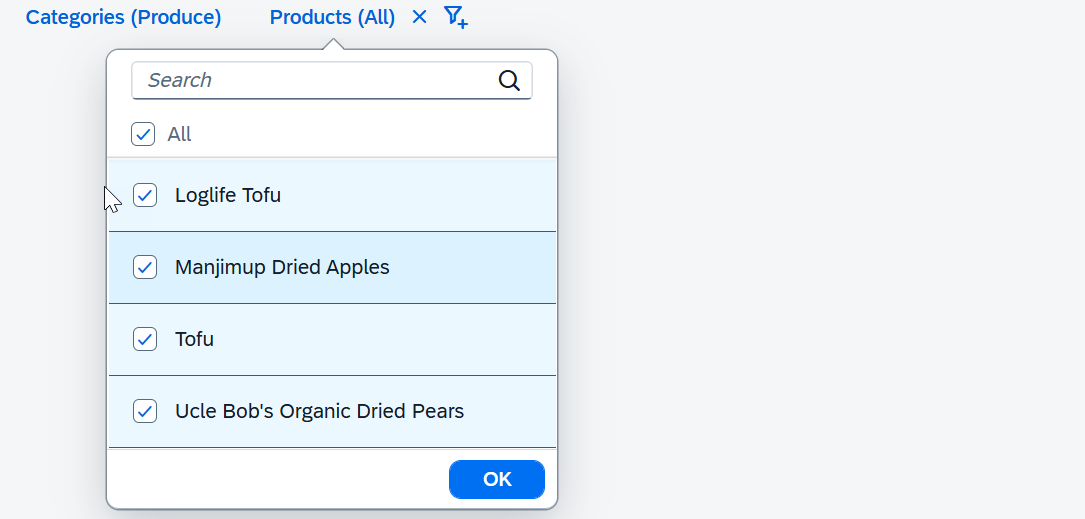 Categories (Produce) Products (All)
Search
All
Loglife Tofu
Manjimup Dried Apples
Tofu
Ucle Bob's Organic Dried Pears
OK